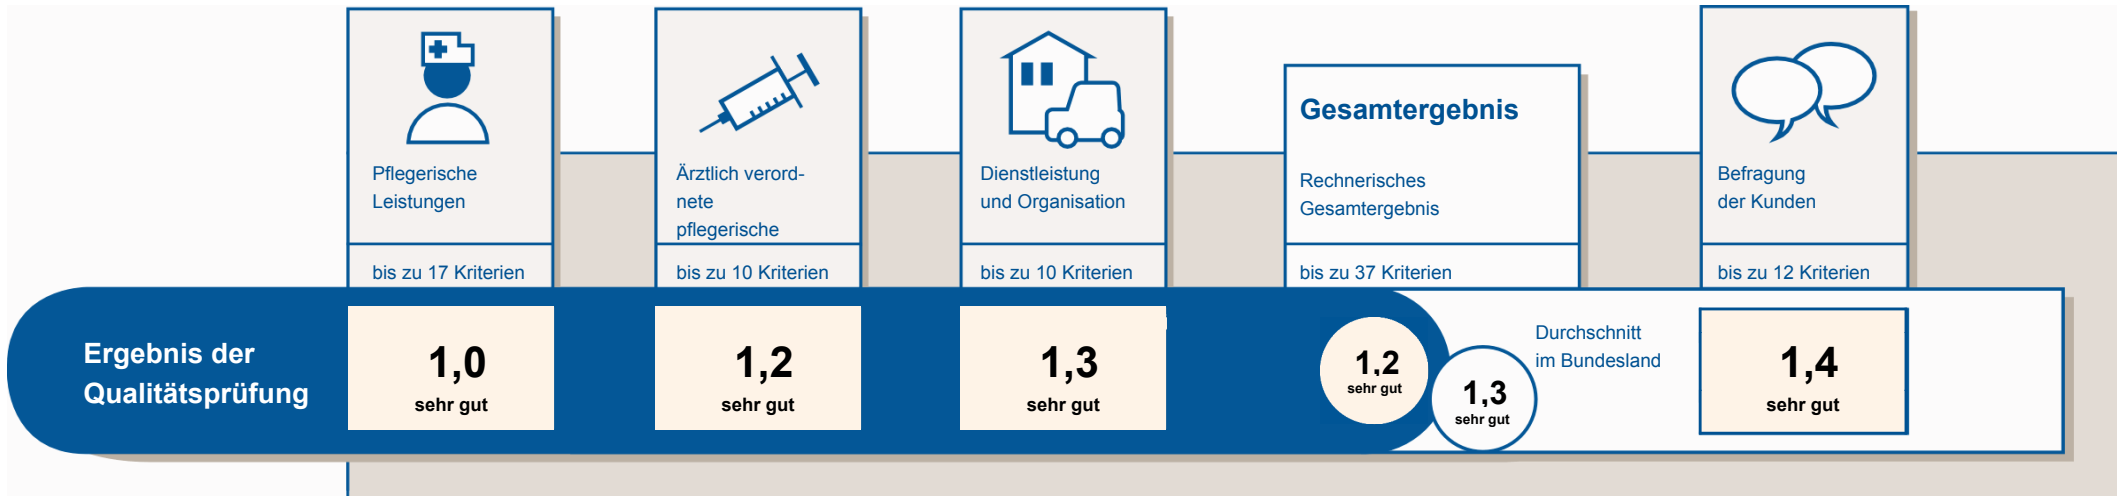 Pflegerische
Leistungen
bis zu 17 Kriterien
Ärztlich verord-
nete
pflegerische
bis zu 10 Kriterien
Dienstleistung
und Organisation
bis zu 10 Kriterien
Gesamtergebnis
Rechnerisches
Gesamtergebnis
bis zu 37 Kriterien
Befragung
der Kunden
bis zu 12 Kriterien
Ergebnis der
Qualitätsprüfung
1,0
sehr gut
1,2
sehr gut
1,3
sehr gut
1,2
sehr gut
1,3
sehr gut
Durchschnitt
im Bundesland
1,4
sehr gut